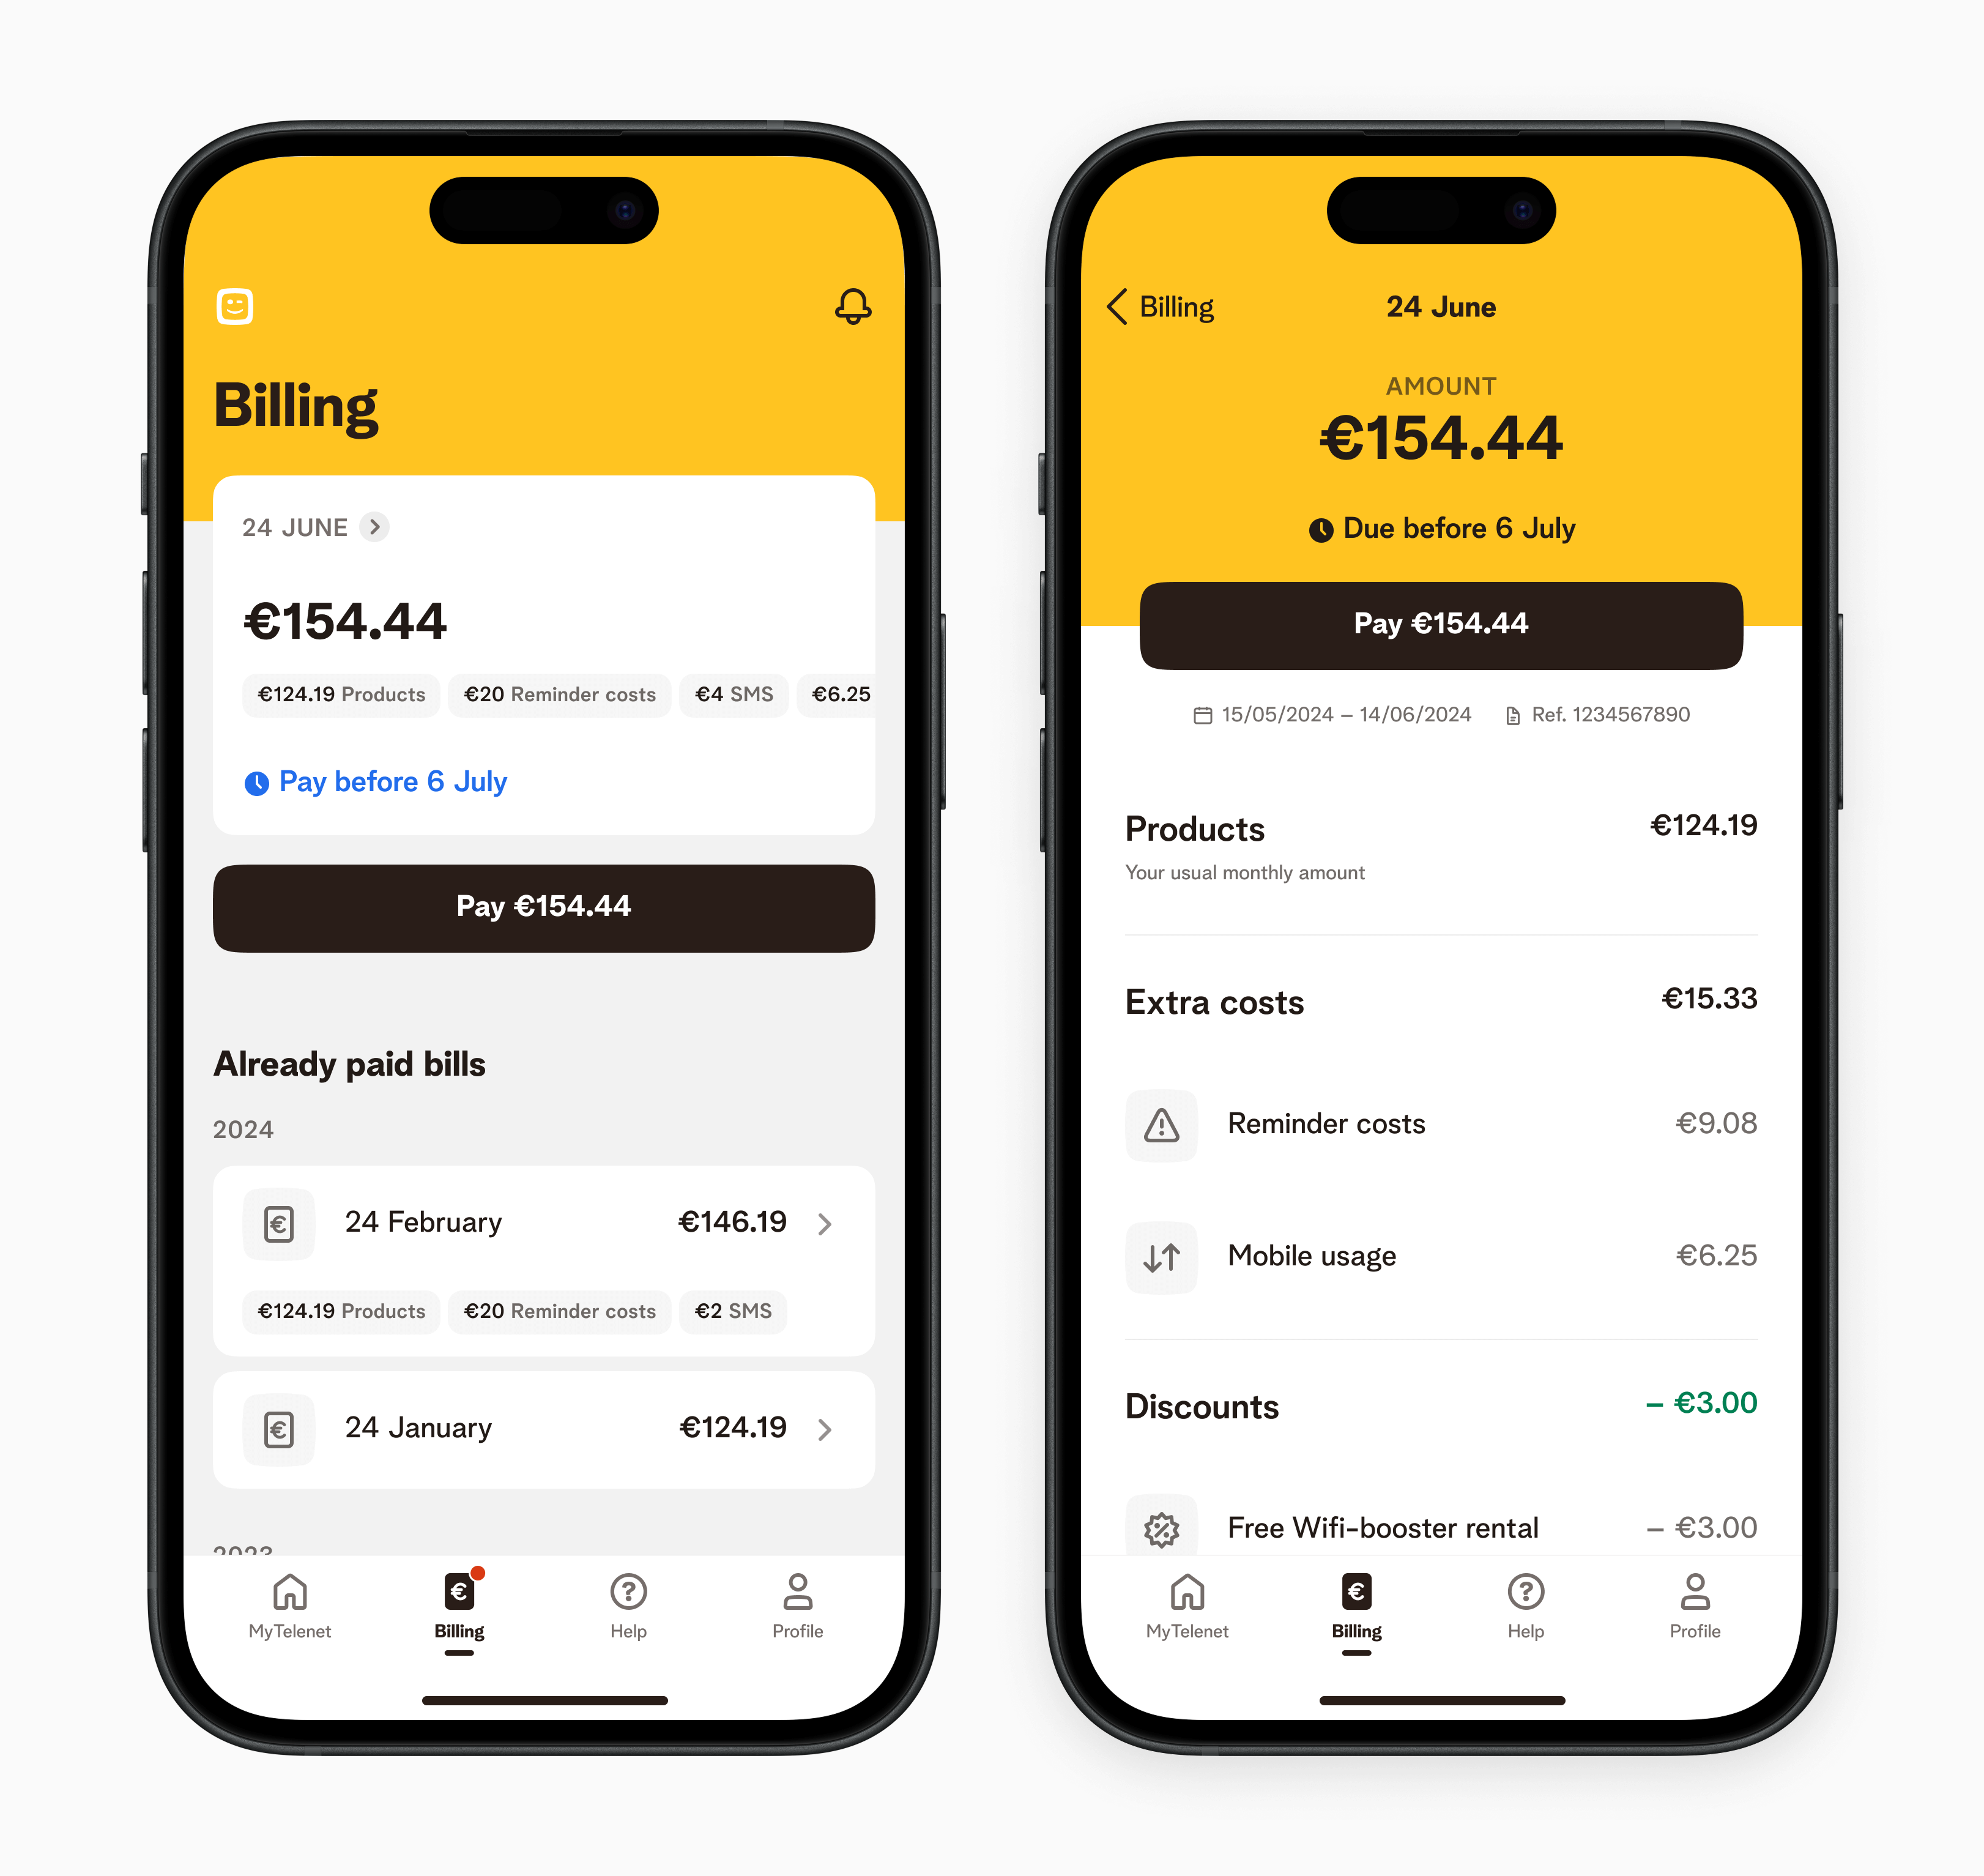 Billing
24 JUNE
€154.44
€124.19 Products €20 Reminder costs €4 SMS €6.25
Pay before 6 July
Pay €154.44
Already paid bills
2024
24 February €146.19
€124.19 Products €20 Reminder costs €2 SMS
24 January €124.19
2023
MyTelenet Billing Help Profile
Billing 24 June
AMOUNT
€154.44
Due before 6 July
Pay €154.44
15/05/2024 – 14/06/2024 Ref. 1234567890
Products €124.19
Your usual monthly amount
Extra costs €15.33
Reminder costs €9.08
Mobile usage €6.25
Discounts – €3.00
Free Wifi-booster rental – €3.00
MyTelenet Billing Help Profile